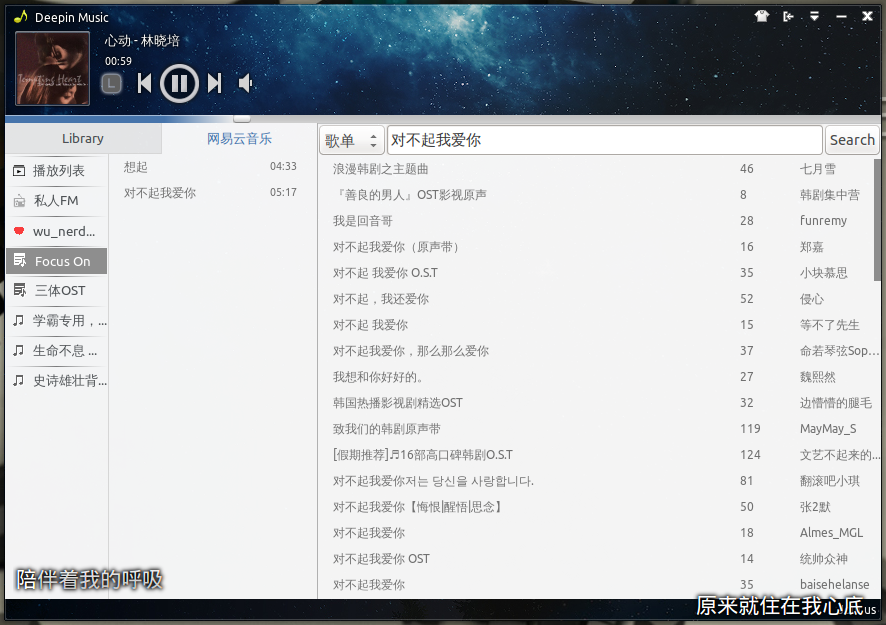 Deepin Music
心动 - 林晓培
00:59
Tempting Heart
L
Library
网易云音乐
歌单
对不起我爱你
Search
播放列表
私人FM
wu_nerd...
Focus On
三体OST
学霸专用，...
生命不息 ...
史诗雄壮背...
想起 04:33
对不起我爱你 05:17
浪漫韩剧之主题曲 46 七月雪
『善良的男人』OST影视原声 8 韩剧集中营
我是回音哥 28 funremy
对不起我爱你（原声带） 16 郑嘉
对不起 我爱你 O.S.T 35 小块慕思
对不起，我还爱你 52 侵心
对不起 我爱你 15 等不了先生
对不起我爱你，那么那么爱你 37 命若琴弦Sop...
我想和你好好的。 27 魏熙然
韩国热播影视剧精选OST 32 边懵懵的腿毛
致我们的韩剧原声带 119 MayMay_S
[假期推荐]♬16部高口碑韩剧O.S.T 124 文艺不起来的...
对不起我爱你저는 당신을 사랑합니다. 81 翻滚吧小琪
对不起我爱你【悔恨|醒悟|思念】 50 张2默
对不起我爱你 18 Almes_MGL
对不起我爱你 OST 14 统帅众神
对不起我爱你 35 baisehelanse
陪伴着我的呼吸
原来就住在我心底